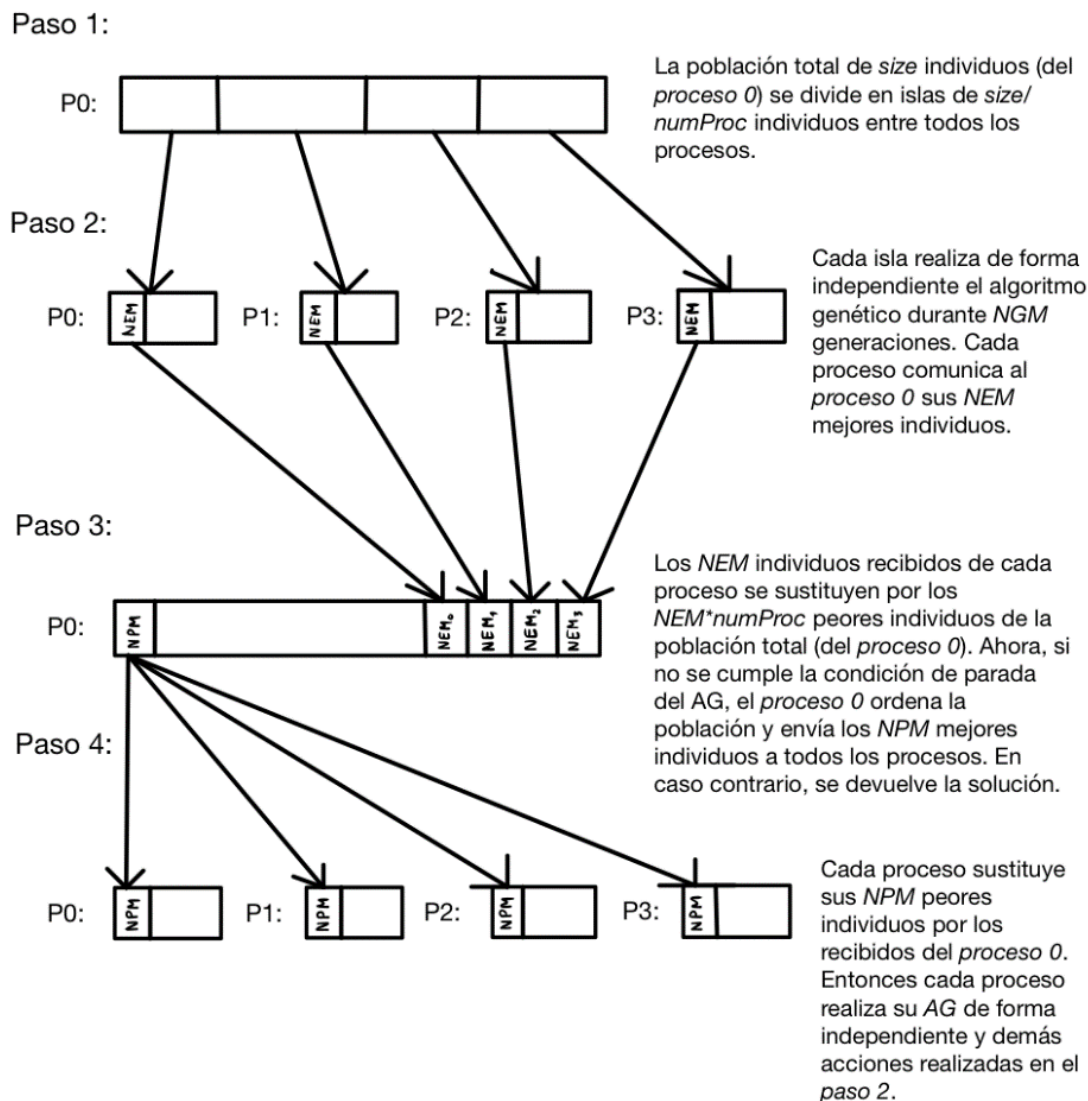 Paso 1:
P0:
La población total de size individuos (del
proceso 0) se divide en islas de size/
numProc individuos entre todos los
procesos.
Paso 2:
P0:
NEM
P1:
NEM
P2:
NEM
P3:
NEM
Cada isla realiza de forma
independiente el algoritmo
genético durante NGM
generaciones. Cada
proceso comunica al
proceso 0 sus NEM
mejores individuos.
Paso 3:
P0:
NPM
NEM₀
NEM₁
NEM₂
NEM₃
Los NEM individuos recibidos de cada
proceso se sustituyen por los
NEM*numProc peores individuos de la
población total (del proceso 0). Ahora, si
no se cumple la condición de parada
del AG, el proceso 0 ordena la
población y envía los NPM mejores
individuos a todos los procesos. En
caso contrario, se devuelve la solución.
Paso 4:
P0:
NPM
P1:
NPM
P2:
NPM
P3:
NPM
Cada proceso sustituye
sus NPM peores
individuos por los
recibidos del proceso 0.
Entonces cada proceso
realiza su AG de forma
independiente y demás
acciones realizadas en el
paso 2.